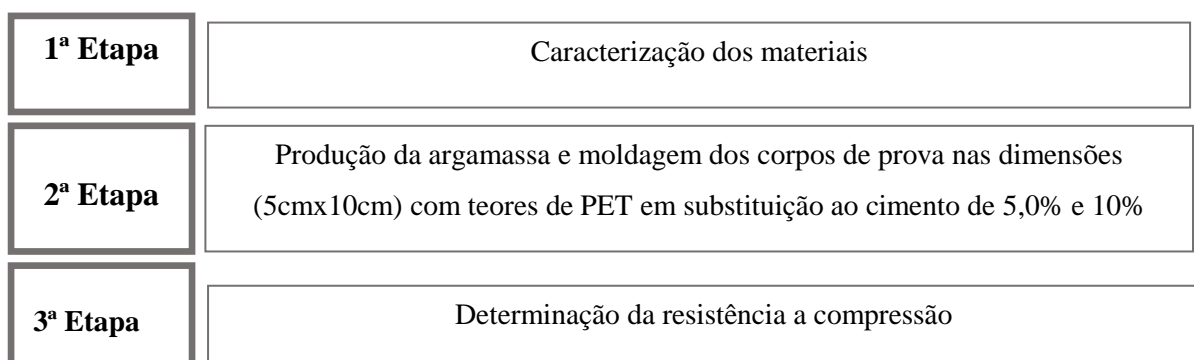 1ª Etapa
Caracterização dos materiais
2ª Etapa
Produção da argamassa e moldagem dos corpos de prova nas dimensões
(5cmx10cm) com teores de PET em substituição ao cimento de 5,0% e 10%
3ª Etapa
Determinação da resistência a compressão